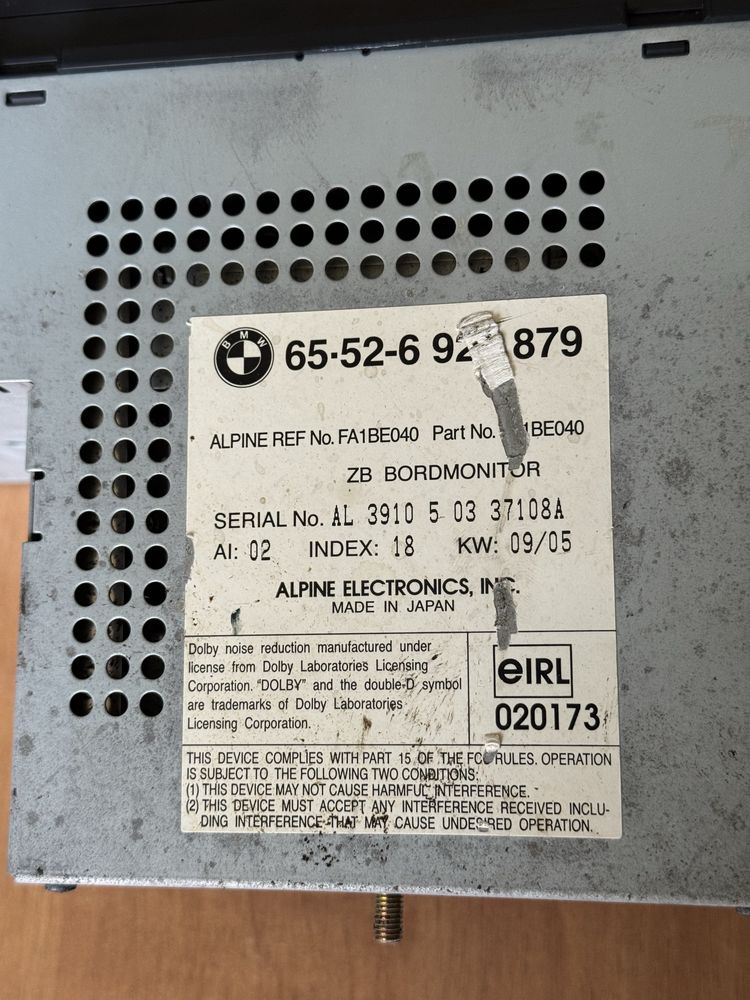 BMW
65·52-6 879
ALPINE REF No. FA1BE040 Part No.
ZB BORDMONITOR
SERIAL No. AL 3910 5 03 37108A
AI: 02 INDEX: 18 KW: 09/05
ALPINE ELECTRONICS, INC.
MADE IN JAPAN
Dolby noise reduction manufactured under
license from Dolby Laboratories Licensing
Corporation. "DOLBY" and the double-D symbol
are trademarks of Dolby Laboratories
Licensing Corporation.
eIRL
020173
THIS DEVICE COMPLIES WITH PART 15 OF THE FCC RULES. OPERATION
IS SUBJECT TO THE FOLLOWING TWO CONDITIONS:
(1) THIS DEVICE MAY NOT CAUSE HARMFUL INTERFERENCE.
(2) THIS DEVICE MUST ACCEPT ANY INTERFERENCE RECEIVED INCLU-
DING INTERFERENCE THAT MAY CAUSE UNDESIRED OPERATION.